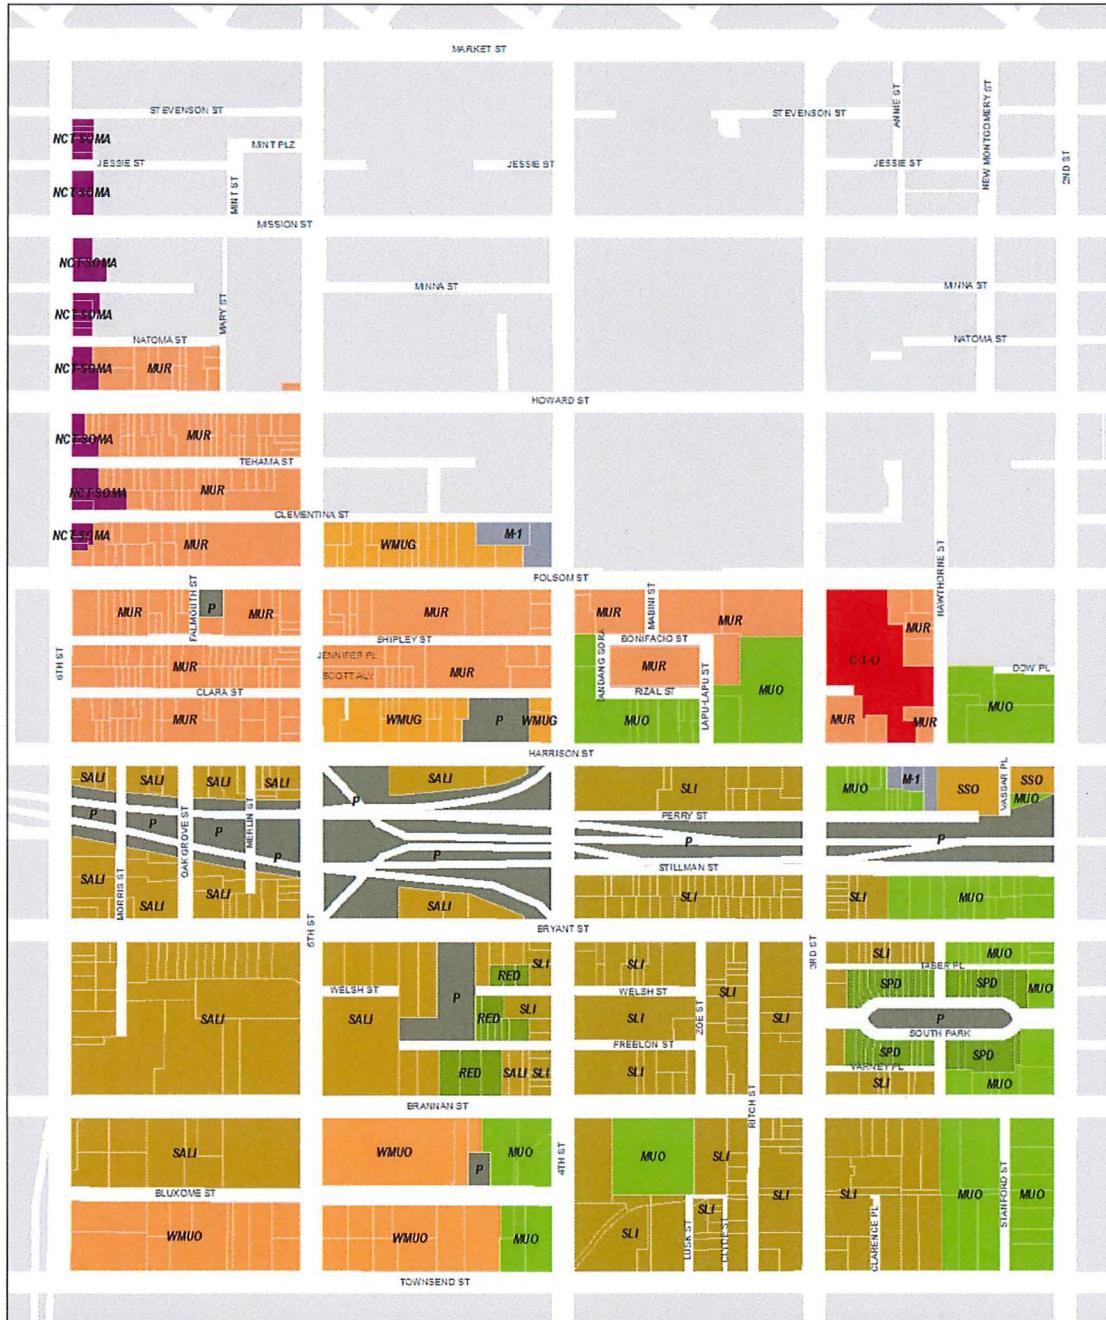 MARKET ST
STEVENSON ST
STEVENSON ST
ANNIE ST
NEW MONTGOMERY ST
NCT-SOMA
MINT PLZ
JESSIE ST
JESSIE ST
JESSIE ST
2ND ST
NCT-SOMA
MINT ST
MISSION ST
NCT-SOMA
MINNA ST
MINNA ST
NCT-SOMA
MARY ST
NATOMA ST
NATOMA ST
NCT-SOMA
MUR
HOWARD ST
NCT-SOMA
MUR
TEHAMA ST
NCT-SOMA
MUR
CLEMENTINA ST
NCT-SOMA
MUR
WMUG
M-1
HAWTHORNE ST
FOLSOM ST
MUR
FALMOUTH ST
P
MUR
MUR
MUR
MABINI ST
MUR
MUR
SHIPLEY ST
BONIFACIO ST
6TH ST
JENNIFER PL
MUR
SCOTT ALY
MUR
TANDANG SORA
MUR
LAPU-LAPU ST
C-3-O
DOW PL
CLARA ST
RIZAL ST
MUO
MUO
MUR
WMUG
P
WMUG
MUO
MUR
MUR
HARRISON ST
SALI
SALI
SALI
SALI
SALI
SLI
MUO
M-1
SSO
VASSAR PL
SSO
MUO
P
P
P
P
PERRY ST
P
OAK GROVE ST
MERLIN ST
P
P
STILLMAN ST
SALI
MORRIS ST
SALI
SALI
SALI
SLI
SLI
MUO
BRYANT ST
5TH ST
3RD ST
SLI
RED
SLI
SLI
SLI
MUO
TABER PL
WELSH ST
WELSH ST
SPD
SPD
MUO
SALI
SALI
P
RED
SLI
SLI
ZOE ST
SLI
P
SOUTH PARK
FREELON ST
SPD
SPD
RED
SALI
SLI
SLI
VARNEY PL
SLI
MUO
BRANNAN ST
RITCH ST
SALI
WMUO
P
MUO
4TH ST
MUO
SLI
BLUXOME ST
SLI
SLI
MUO
STANFORD ST
MUO
WMUO
WMUO
MUO
SLI
LUSK ST
SLI
CLYDE ST
CLARENCE PL
TOWNSEND ST